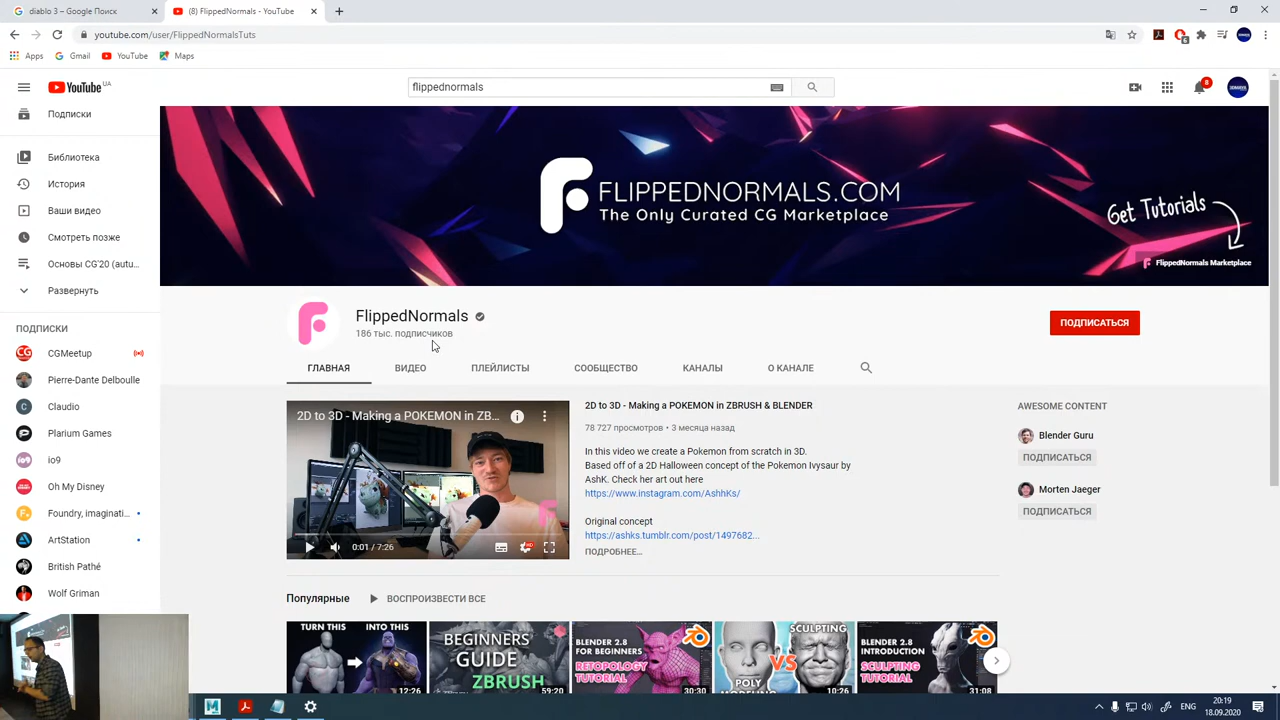 diablo 3 – Google Поиск
(8) FlippedNormals - YouTube
youtube.com/user/FlippedNormalsTuts
Apps
Gmail
YouTube
Maps
YouTube UA
flippednormals
8
Подписки
Библиотека
История
Ваши видео
Смотреть позже
Основы CG'20 (autu...
Развернуть
ПОДПИСКИ
CGMeetup
Pierre-Dante Delboulle
Claudio
Plarium Games
io9
Oh My Disney
Foundry, imaginati...
ArtStation
British Pathé
Wolf Griman
FLIPPEDNORMALS.COM
The Only Curated CG Marketplace
Get Tutorials
FlippedNormals Marketplace
FlippedNormals
186 тыс. подписчиков
ПОДПИСАТЬСЯ
ГЛАВНАЯ
ВИДЕО
ПЛЕЙЛИСТЫ
СООБЩЕСТВО
КАНАЛЫ
О КАНАЛЕ
2D to 3D - Making a POKEMON in ZB...
0:01 / 7:26
2D to 3D - Making a POKEMON in ZBRUSH & BLENDER
78 727 просмотров • 3 месяца назад
In this video we create a Pokemon from scratch in 3D.
Based off of a 2D Halloween concept of the Pokemon Ivysaur by
AshK. Check her art out here
https://www.instagram.com/AshhKs/
Original concept
https://ashks.tumblr.com/post/1497682...
ПОДРОБНЕЕ...
AWESOME CONTENT
Blender Guru
ПОДПИСАТЬСЯ
Morten Jaeger
ПОДПИСАТЬСЯ
Популярные
ВОСПРОИЗВЕСТИ ВСЕ
TURN THIS INTO THIS
12:26
BEGINNERS
GUIDE
ZBRUSH
59:20
BLENDER 2.8
FOR BEGINNERS
RETOPOLOGY
TUTORIAL
30:30
SCULPTING
VS
POLY
MODELING
10:26
BLENDER 2.8
INTRODUCTION
SCULPTING
TUTORIAL
31:08
ENG
20:19
18.09.2020